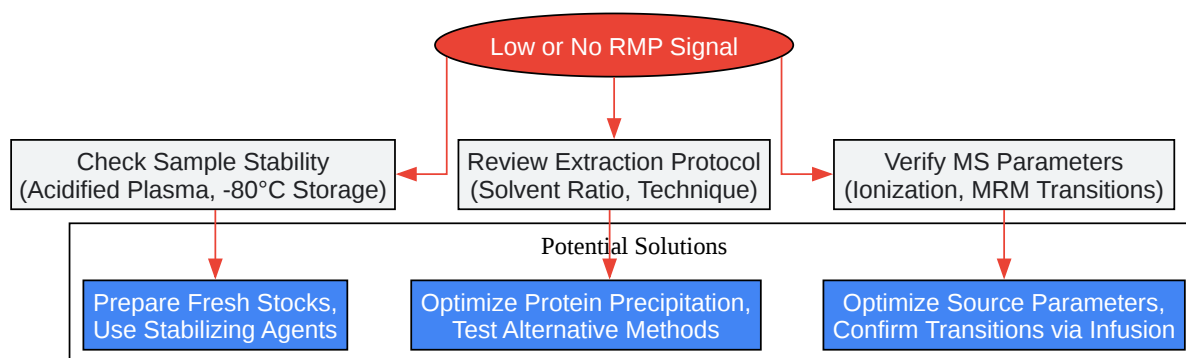 Low or No RMP Signal
Check Sample Stability
(Acidified Plasma, -80°C Storage)
Review Extraction Protocol
(Solvent Ratio, Technique)
Verify MS Parameters
(Ionization, MRM Transitions)
Potential Solutions
Prepare Fresh Stocks,
Use Stabilizing Agents
Optimize Protein Precipitation,
Test Alternative Methods
Optimize Source Parameters,
Confirm Transitions via Infusion